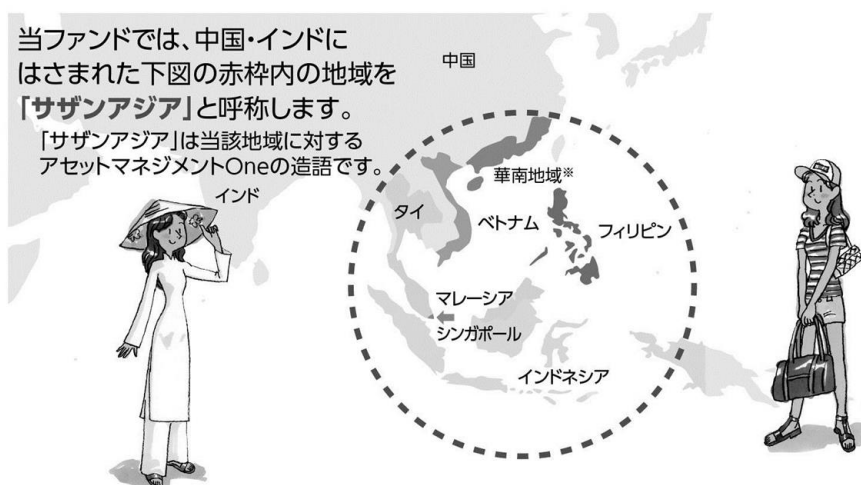 当ファンドでは、中国・インドに
はさまれた下図の赤枠内の地域を
「サザンアジア」と呼称します。
「サザンアジア」は当該地域に対する
アセットマネジメントOneの造語です。
中国
インド
華南地域※
タイ
ベトナム
フィリピン
マレーシア
シンガポール
インドネシア